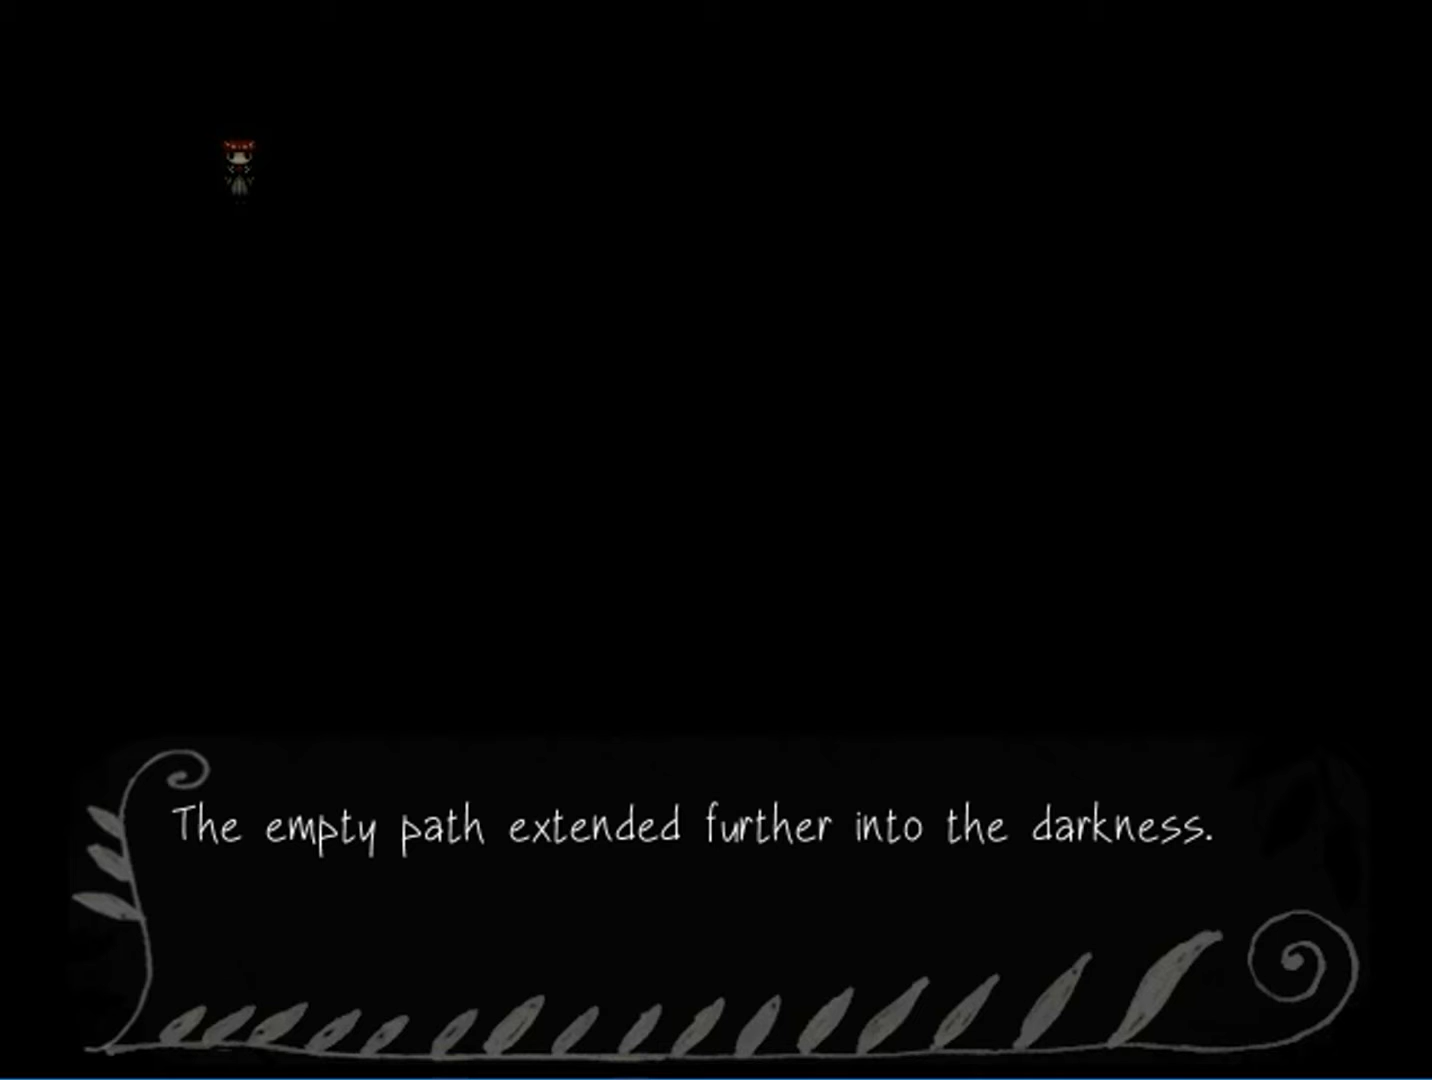 The empty path extended further into the darkness.